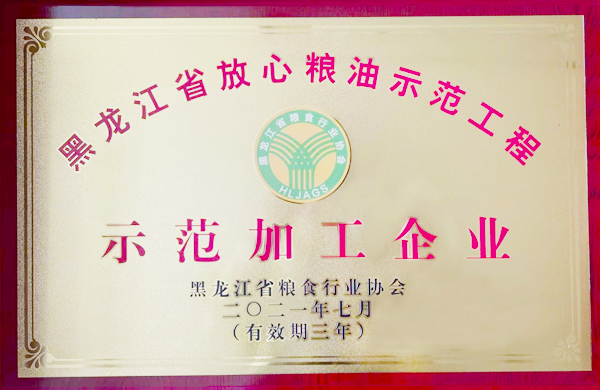 黑龙江省放心粮油示范工程
黑龙江省粮食行业协会
HLJAGS
示范加工企业
黑龙江省粮食行业协会
二〇二一年七月
（有效期三年）